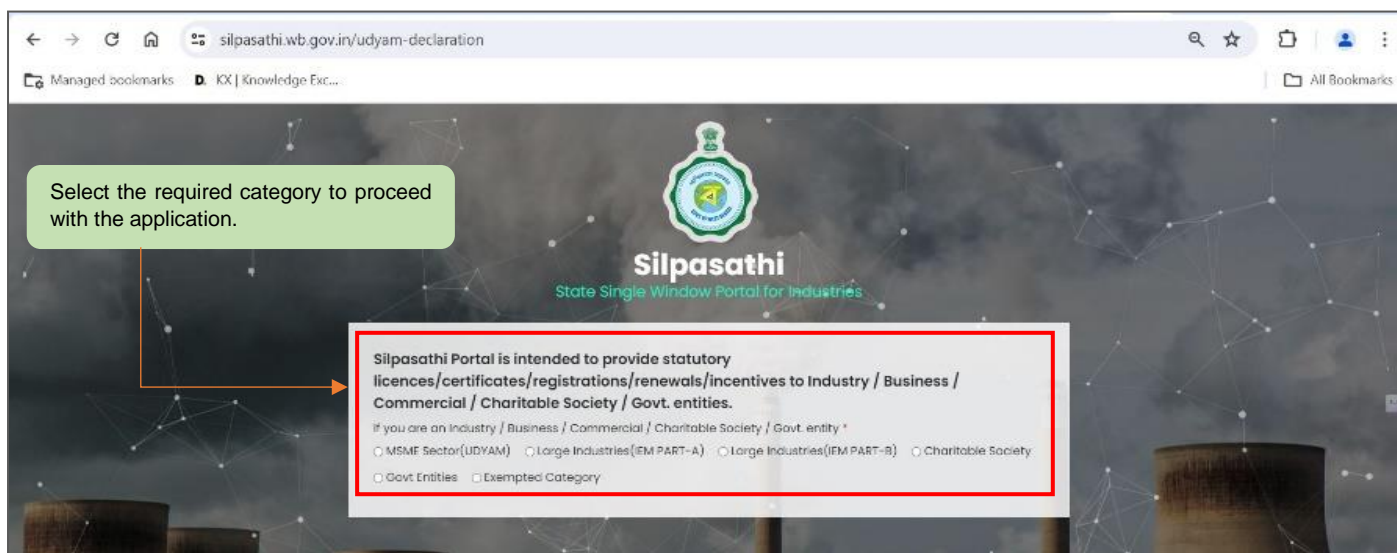 silpasathi.wb.gov.in/udyam-declaration
Managed bookmarks D. KX | Knowledge Exc... All Bookmarks
Select the required category to proceed
with the application.
Silpasathi
State Single Window Portal for Industries
Silpasathi Portal is intended to provide statutory
licences/certificates/registrations/renewals/incentives to Industry / Business /
Commercial / Charitable Society / Govt. entities.
If you are an Industry / Business / Commercial / Charitable Society / Govt. entity *
MSME Sector(UDYAM) Large Industries(IEM PART-A) Large Industries(IEM PART-B) Charitable Society
Govt Entities Exempted Category